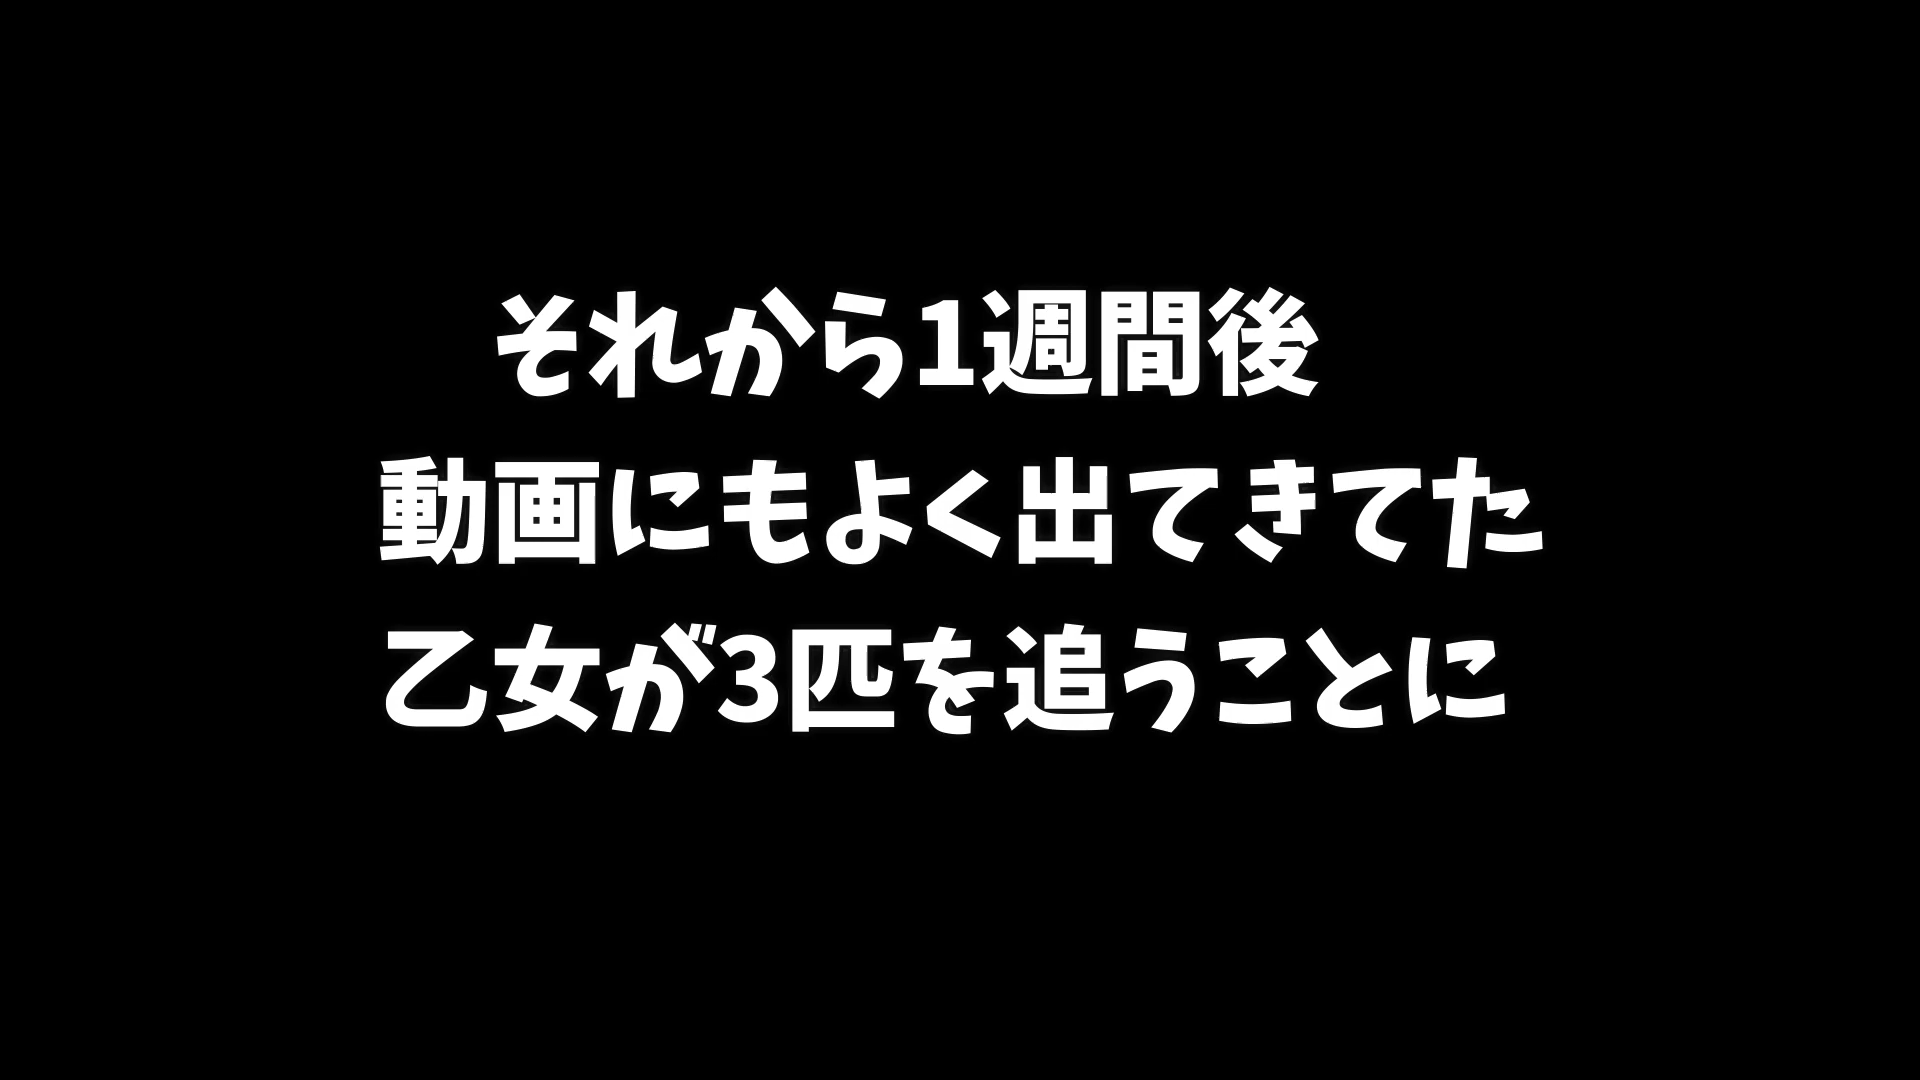 それから1週間後
動画にもよく出てきてた
乙女が3匹を追うことに